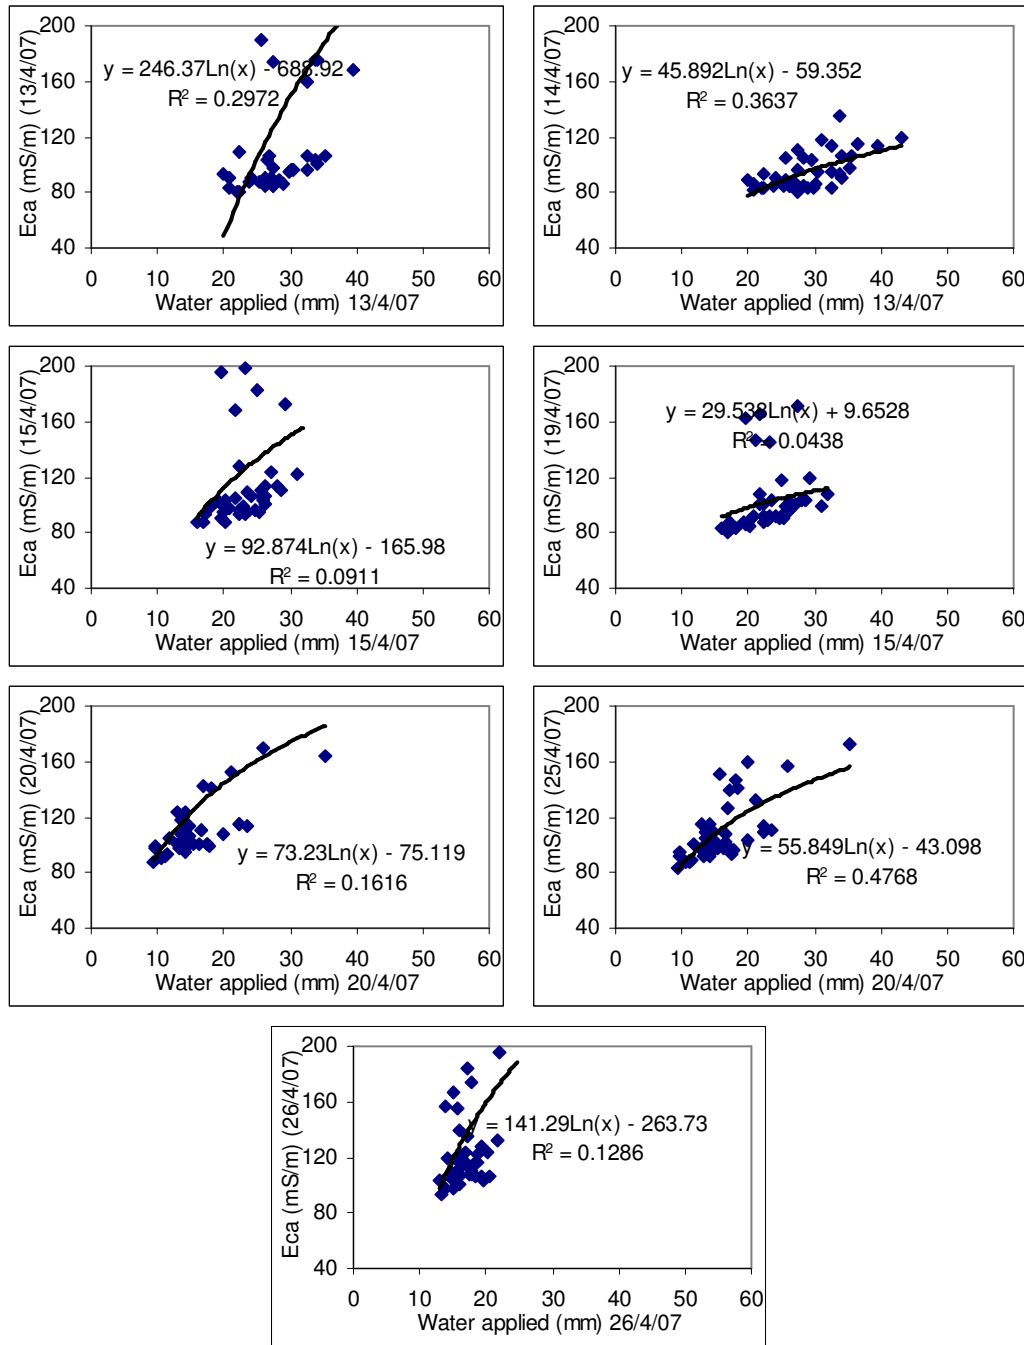 Eca (mS/m) (13/4/07)
200
160
120
80
40
y = 246.37Ln(x) - 688.92
R² = 0.2972
0 10 20 30 40 50 60
Water applied (mm) 13/4/07
Eca (mS/m) (14/4/07)
200
160
120
80
40
y = 45.892Ln(x) - 59.352
R² = 0.3637
0 10 20 30 40 50 60
Water applied (mm) 13/4/07
Eca (mS/m) (15/4/07)
200
160
120
80
40
y = 92.874Ln(x) - 165.98
R² = 0.0911
0 10 20 30 40 50 60
Water applied (mm) 15/4/07
Eca (mS/m) (19/4/07)
200
160
120
80
40
y = 29.538Ln(x) + 9.6528
R² = 0.0438
0 10 20 30 40 50 60
Water applied (mm) 15/4/07
Eca (mS/m) (20/4/07)
200
160
120
80
40
y = 73.23Ln(x) - 75.119
R² = 0.1616
0 10 20 30 40 50 60
Water applied (mm) 20/4/07
Eca (mS/m) (25/4/07)
200
160
120
80
40
y = 55.849Ln(x) - 43.098
R² = 0.4768
0 10 20 30 40 50 60
Water applied (mm) 20/4/07
Eca (mS/m) (26/4/07)
200
160
120
80
40
y = 141.29Ln(x) - 263.73
R² = 0.1286
0 10 20 30 40 50 60
Water applied (mm) 26/4/07